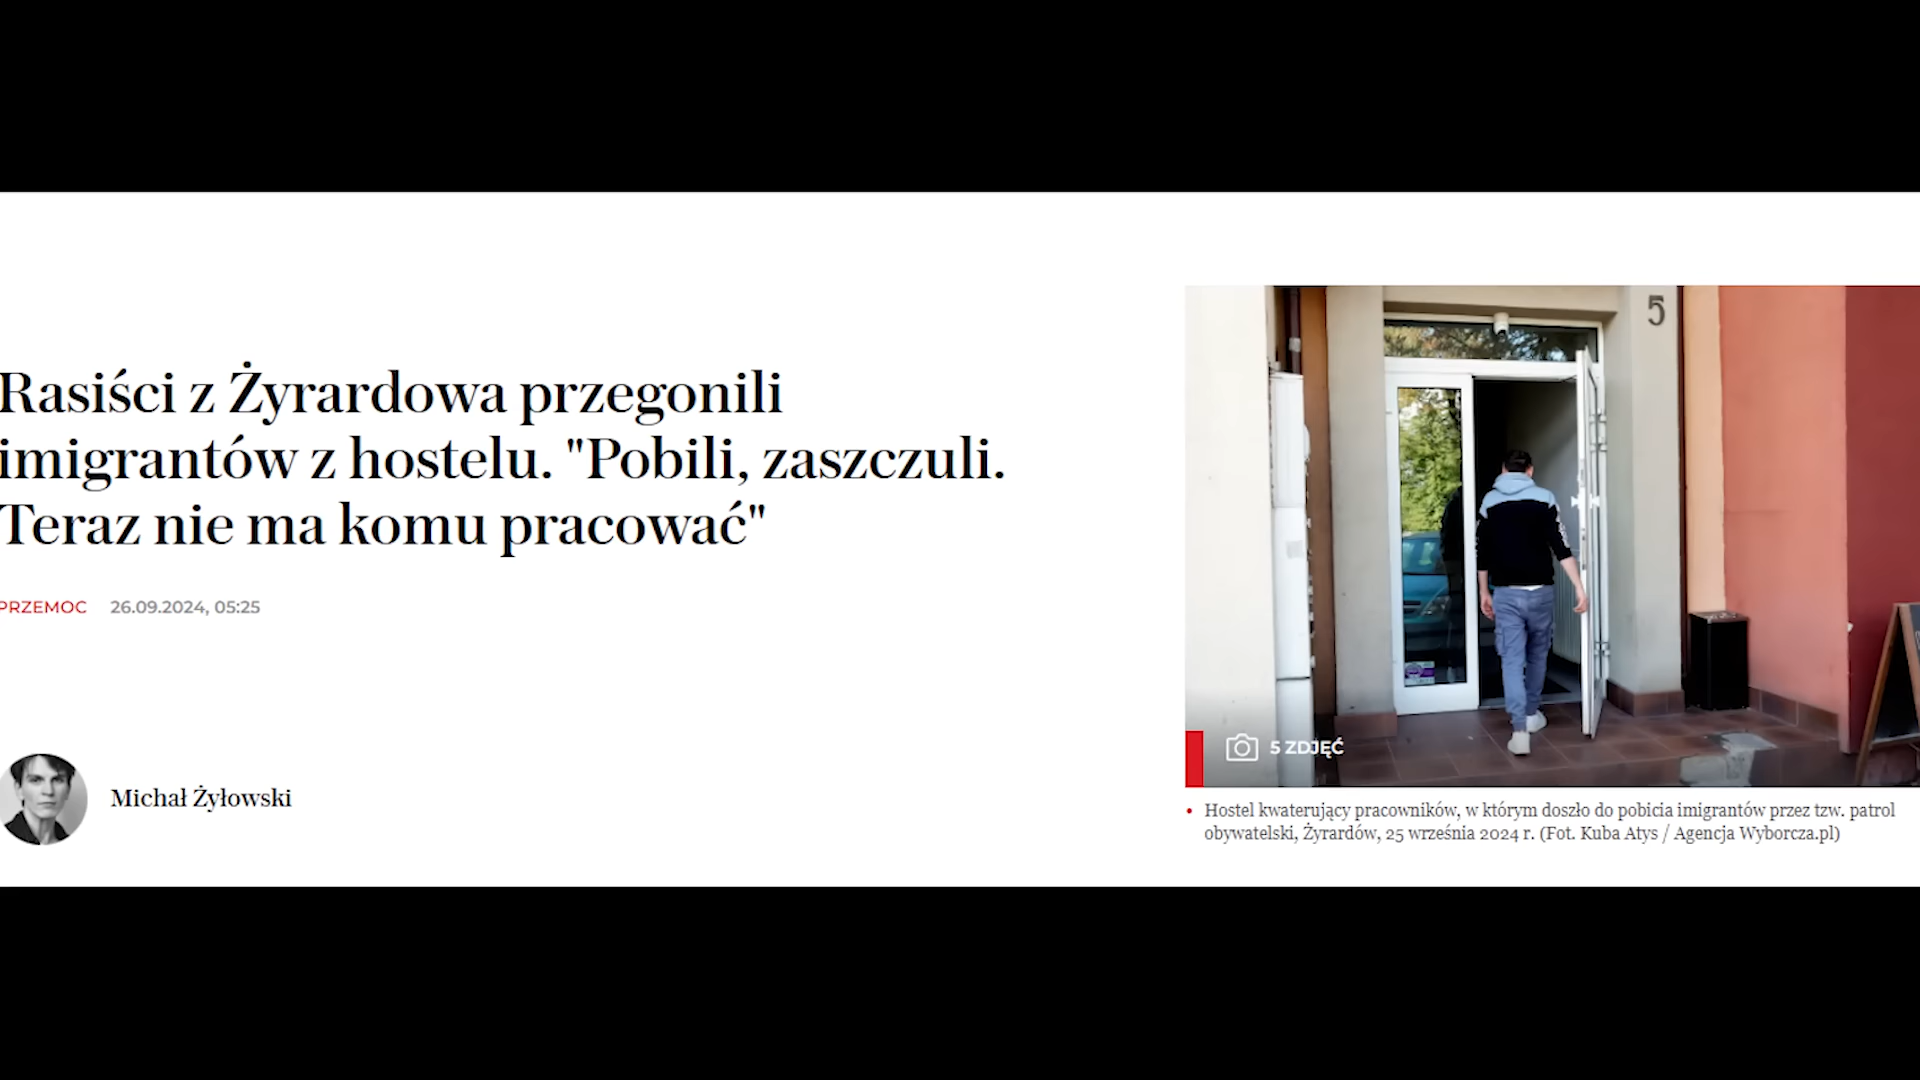 Rasiści z Żyrardowa przegonili
imigrantów z hostelu. "Pobili, zaszczuli.
Teraz nie ma komu pracować"
PRZEMOC 26.09.2024, 05:25
Michał Żyłowski
5
5 ZDJĘĆ
• Hostel kwaterujący pracowników, w którym doszło do pobicia imigrantów przez tzw. patrol
obywatelski, Żyrardów, 25 września 2024 r. (Fot. Kuba Atys / Agencja Wyborcza.pl)